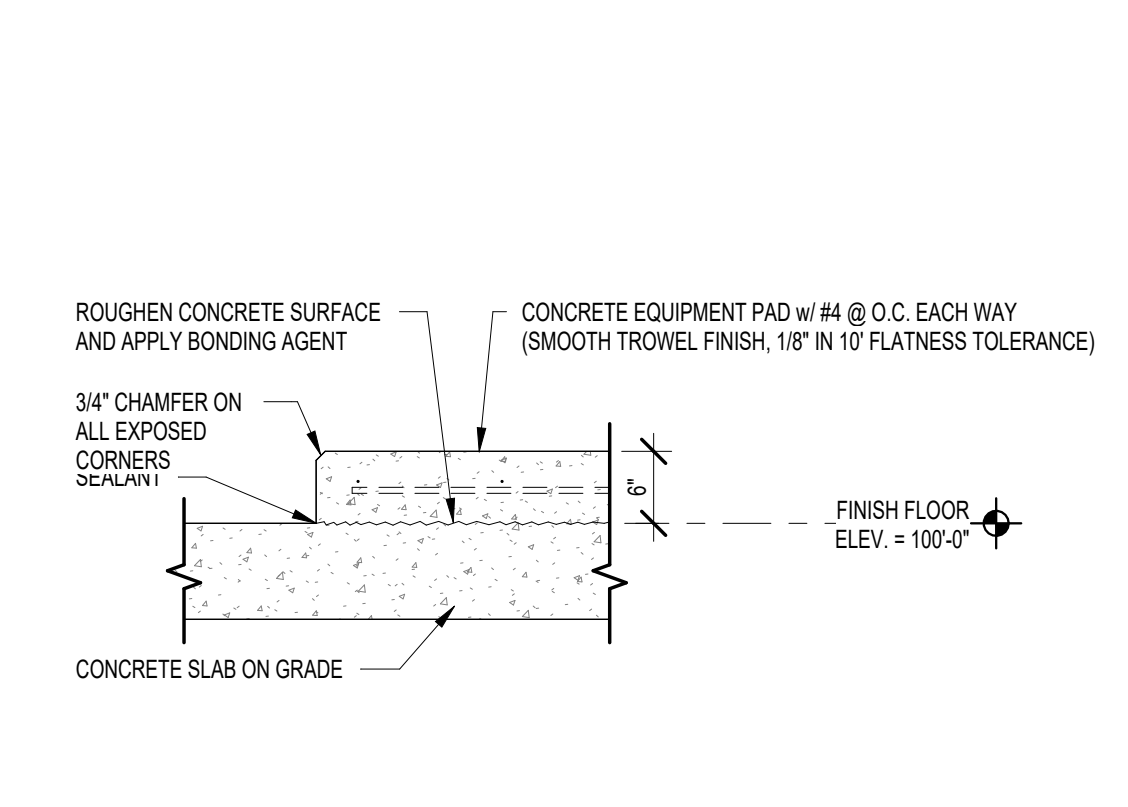 ROUGHEN CONCRETE SURFACE
AND APPLY BONDING AGENT
CONCRETE EQUIPMENT PAD w/ #4 @ O.C. EACH WAY
(SMOOTH TROWEL FINISH, 1/8" IN 10' FLATNESS TOLERANCE)
3/4" CHAMFER ON
ALL EXPOSED
CORNERS
SEALANT
6"
FINISH FLOOR
ELEV. = 100'-0"
CONCRETE SLAB ON GRADE